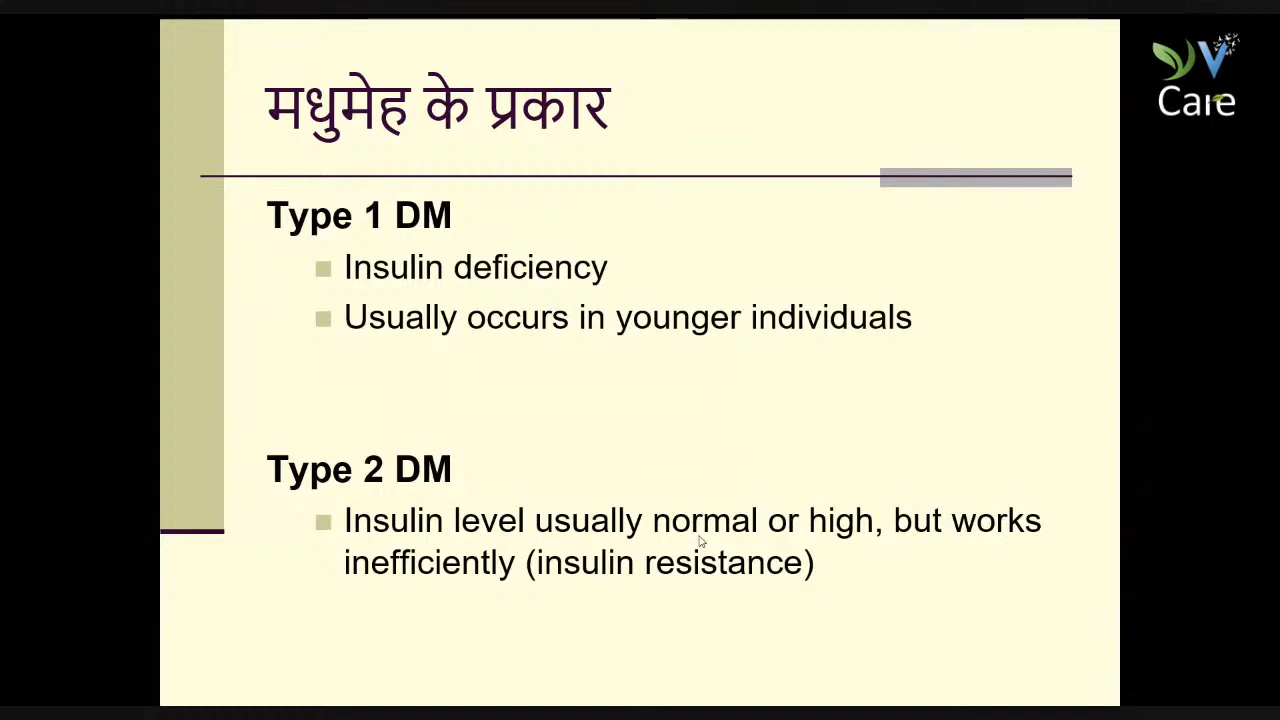 मधुमेह के प्रकार
V
Care
Type 1 DM
Insulin deficiency
Usually occurs in younger individuals
Type 2 DM
Insulin level usually normal or high, but works
inefficiently (insulin resistance)